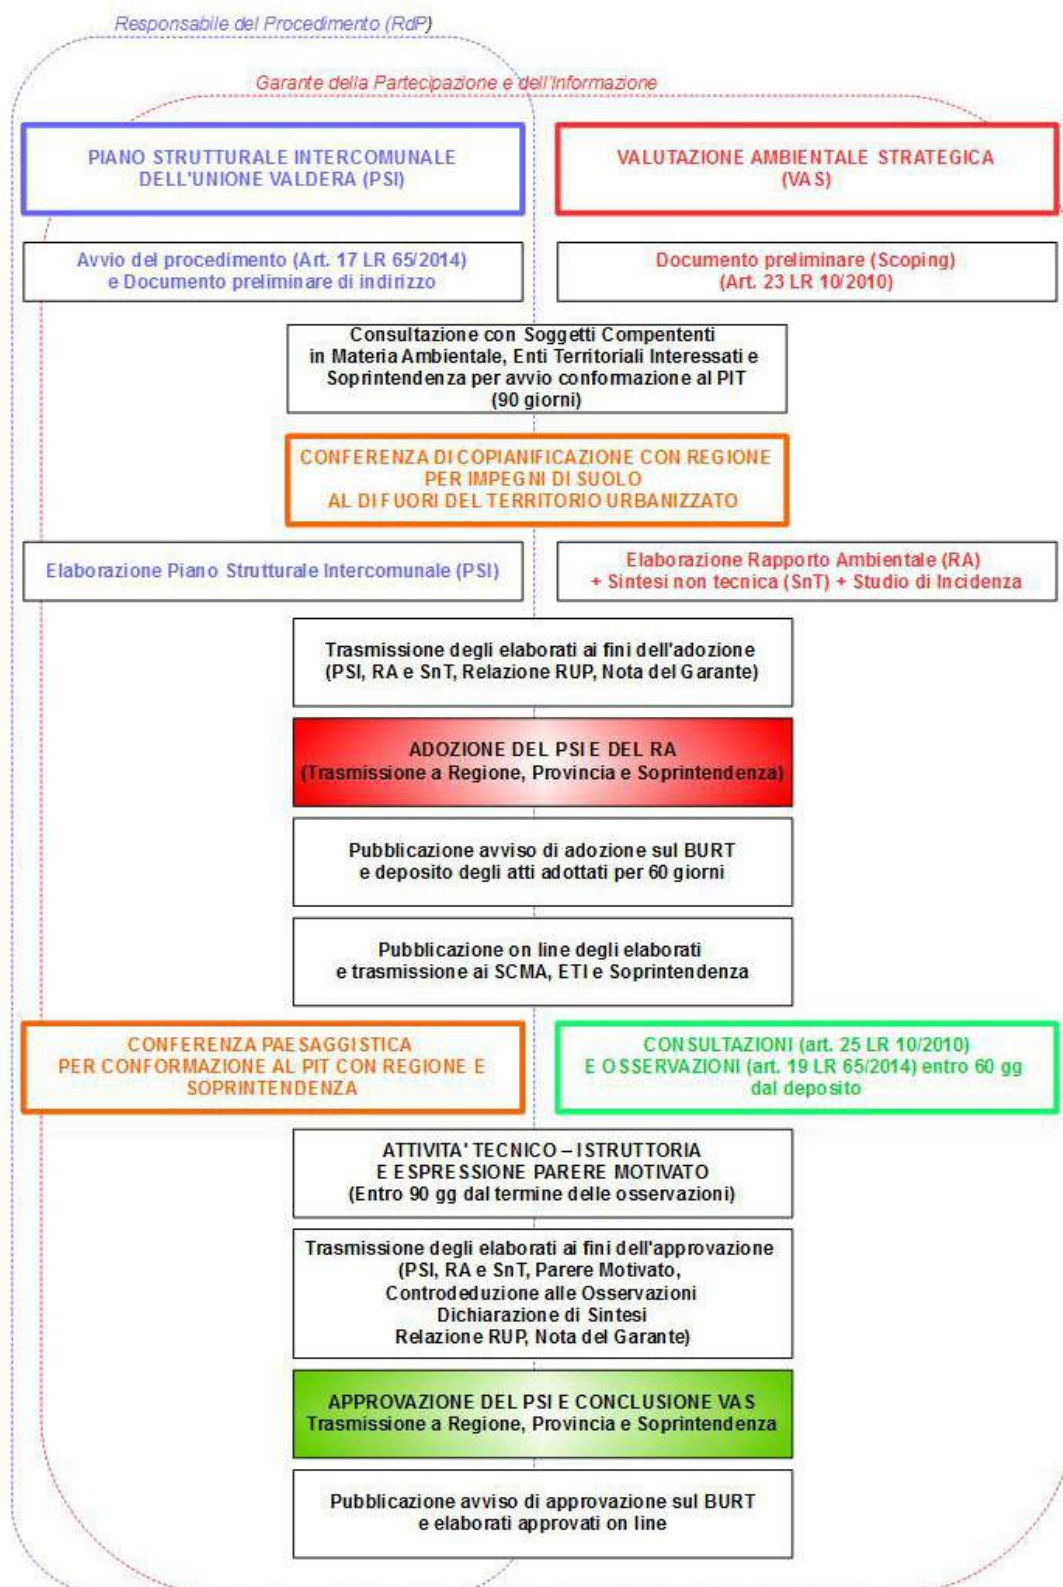 Responsabile del Procedimento (RdP)
Garante della Partecipazione e dell'Informazione
PIANO STRUTTURALE INTERCOMUNALE
DELL'UNIONE VALDERA (PSI)
VALUTAZIONE AMBIENTALE STRATEGICA
(VAS)
Avvio del procedimento (Art. 17 LR 65/2014)
e Documento preliminare di indirizzo
Documento preliminare (Scoping)
(Art. 23 LR 10/2010)
Consultazione con Soggetti Compententi
in Materia Ambientale, Enti Territoriali Interessati e
Soprintendenza per avvio conformazione al PIT
(90 giorni)
CONFERENZA DI COPIANIFICAZIONE CON REGIONE
PER IMPEGNI DI SUOLO
AL DI FUORI DEL TERRITORIO URBANIZZATO
Elaborazione Piano Strutturale Intercomunale (PSI)
Elaborazione Rapporto Ambientale (RA)
+ Sintesi non tecnica (SnT) + Studio di Incidenza
Trasmissione degli elaborati ai fini dell'adozione
(PSI, RA e SnT, Relazione RUP, Nota del Garante)
ADOZIONE DEL PSI E DEL RA
(Trasmissione a Regione, Provincia e Soprintendenza)
Pubblicazione avviso di adozione sul BURT
e deposito degli atti adottati per 60 giorni
Pubblicazione on line degli elaborati
e trasmissione ai SCMA, ETI e Soprintendenza
CONFERENZA PAESAGGISTICA
PER CONFORMAZIONE AL PIT CON REGIONE E
SOPRINTENDENZA
CONSULTAZIONI (art. 25 LR 10/2010)
E OSSERVAZIONI (art. 19 LR 65/2014) entro 60 gg
dal deposito
ATTIVITA' TECNICO – ISTRUTTORIA
E ESPRESSIONE PARERE MOTIVATO
(Entro 90 gg dal termine delle osservazioni)
Trasmissione degli elaborati ai fini dell'approvazione
(PSI, RA e SnT, Parere Motivato,
Controdeduzione alle Osservazioni
Dichiarazione di Sintesi
Relazione RUP, Nota del Garante)
APPROVAZIONE DEL PSI E CONCLUSIONE VAS
Trasmissione a Regione, Provincia e Soprintendenza
Pubblicazione avviso di approvazione sul BURT
e elaborati approvati on line